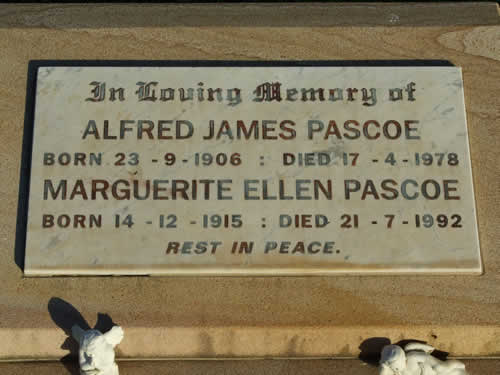 In Loving Memory of
ALFRED JAMES PASCOE
BORN 23 - 9 - 1906 : DIED 17 - 4 - 1978
MARGUERITE ELLEN PASCOE
BORN 14 - 12 - 1915 : DIED 21 - 7 - 1992
REST IN PEACE.